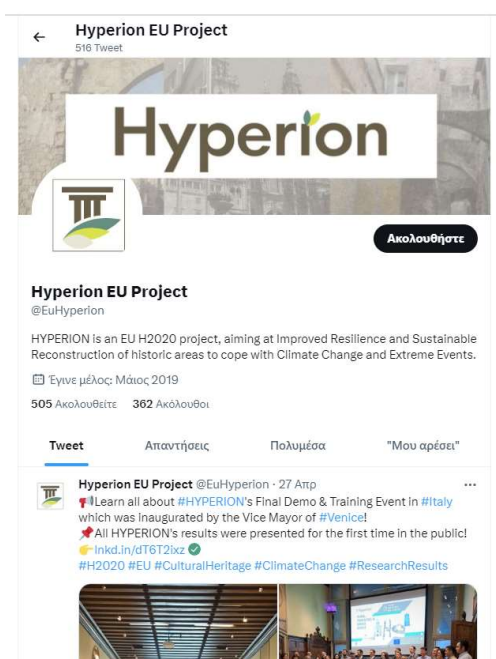 Hyperion EU Project
516 Tweet
Hyperion
Ακολουθήστε
Hyperion EU Project
@EuHyperion
HYPERION is an EU H2020 project, aiming at Improved Resilience and Sustainable
Reconstruction of historic areas to cope with Climate Change and Extreme Events.
Έγινε μέλος: Μάιος 2019
505 Ακολουθείτε 362 Ακόλουθοι
Tweet Απαντήσεις Πολυμέσα "Μου αρέσει"
Hyperion EU Project @EuHyperion · 27 Απρ
Learn all about #HYPERION's Final Demo & Training Event in #Italy
which was inaugurated by the Vice Mayor of #Venice!
All HYPERION's results were presented for the first time in the public!
lnkd.in/dT6T2ixz
#H2020 #EU #CulturalHeritage #ClimateChange #ResearchResults